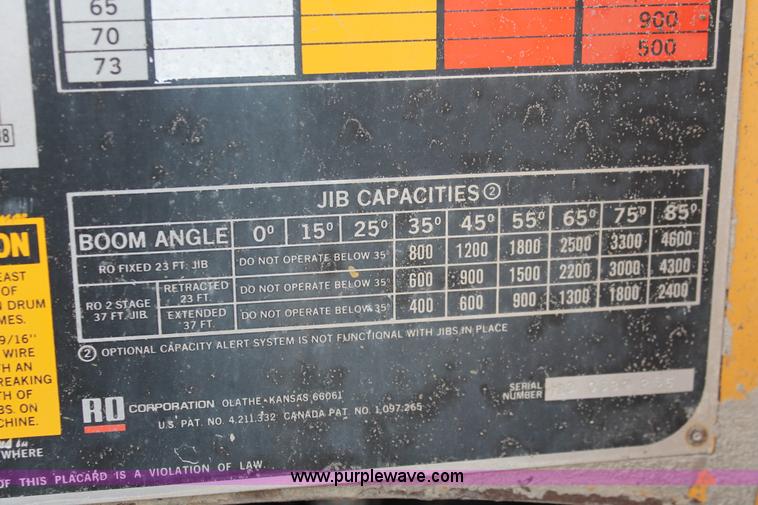 65
900
70
500
73
38
JIB CAPACITIES ②
BOOM ANGLE 0° 15° 25° 35° 45° 55° 65° 75° 85°
RO FIXED 23 FT. JIB DO NOT OPERATE BELOW 35° 800 1200 1800 2500 3300 4600
RO 2 STAGE 37 FT. JIB RETRACTED 23 FT. DO NOT OPERATE BELOW 35° 600 900 1500 2200 3000 4300
EXTENDED 37 FT. DO NOT OPERATE BELOW 35° 400 600 900 1300 1800 2400
② OPTIONAL CAPACITY ALERT SYSTEM IS NOT FUNCTIONAL WITH JIBS IN PLACE
ON
EAST
OF
N DRUM
MES.
9/16"
WIRE
TH AN
REAKING
TH OF
BS. ON
CHINE.
WHERE
RO CORPORATION OLATHE • KANSAS 66061
U.S. PAT. NO. 4,211,332 CANADA PAT. NO. 1,097,265
SERIAL NUMBER
OF THIS PLACARD IS A VIOLATION OF LAW
www.purplewave.com